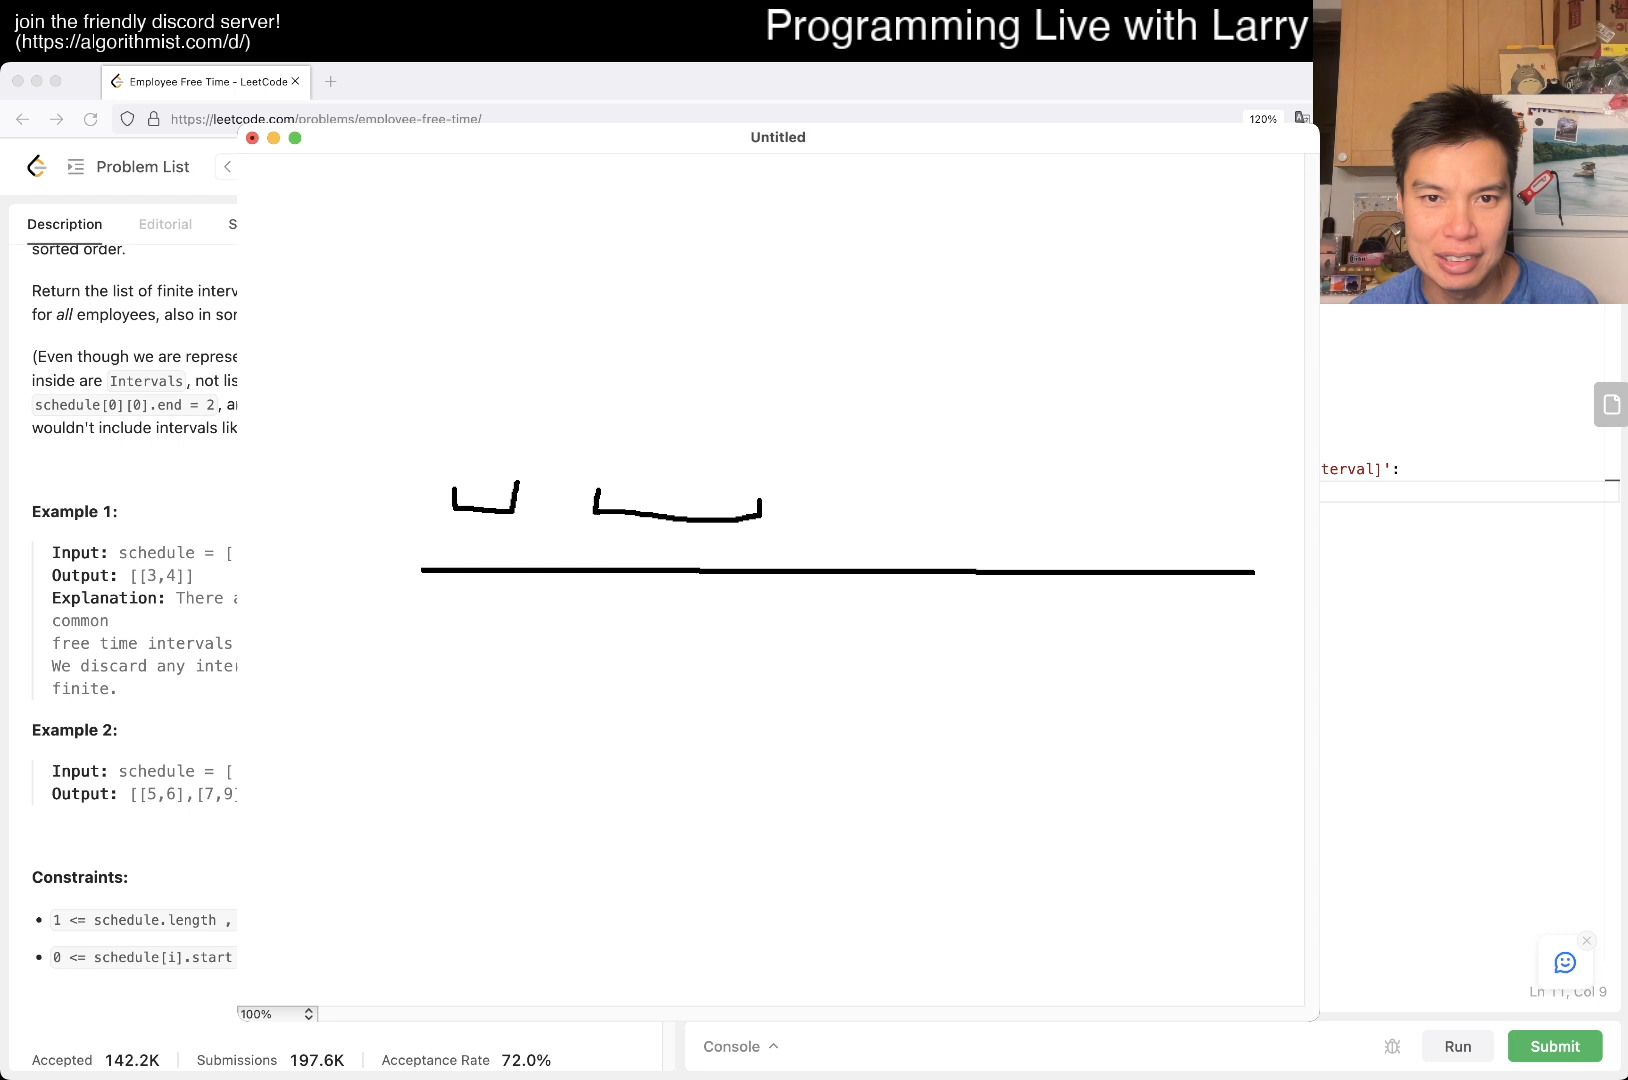 join the friendly discord server!
(https://algorithmist.com/d/)
Programming Live with Larry
Employee Free Time - LeetCode
https://leetcode.com/problems/employee-free-time/
120%
Untitled
Problem List
Description
Editorial
S
sorted order.
Return the list of finite interv
for all employees, also in sor
(Even though we are represe
inside are Intervals, not lis
schedule[0][0].end = 2, a
wouldn't include intervals lik
terval]':
Example 1:
Input: schedule = [
Output: [[3,4]]
Explanation: There a
common
free time intervals
We discard any inter
finite.
Example 2:
Input: schedule = [
Output: [[5,6],[7,9]
Constraints:
1 <= schedule.length ,
0 <= schedule[i].start
Ln 11, Col 9
100%
Accepted 142.2K
Submissions 197.6K
Acceptance Rate 72.0%
Console
Run
Submit